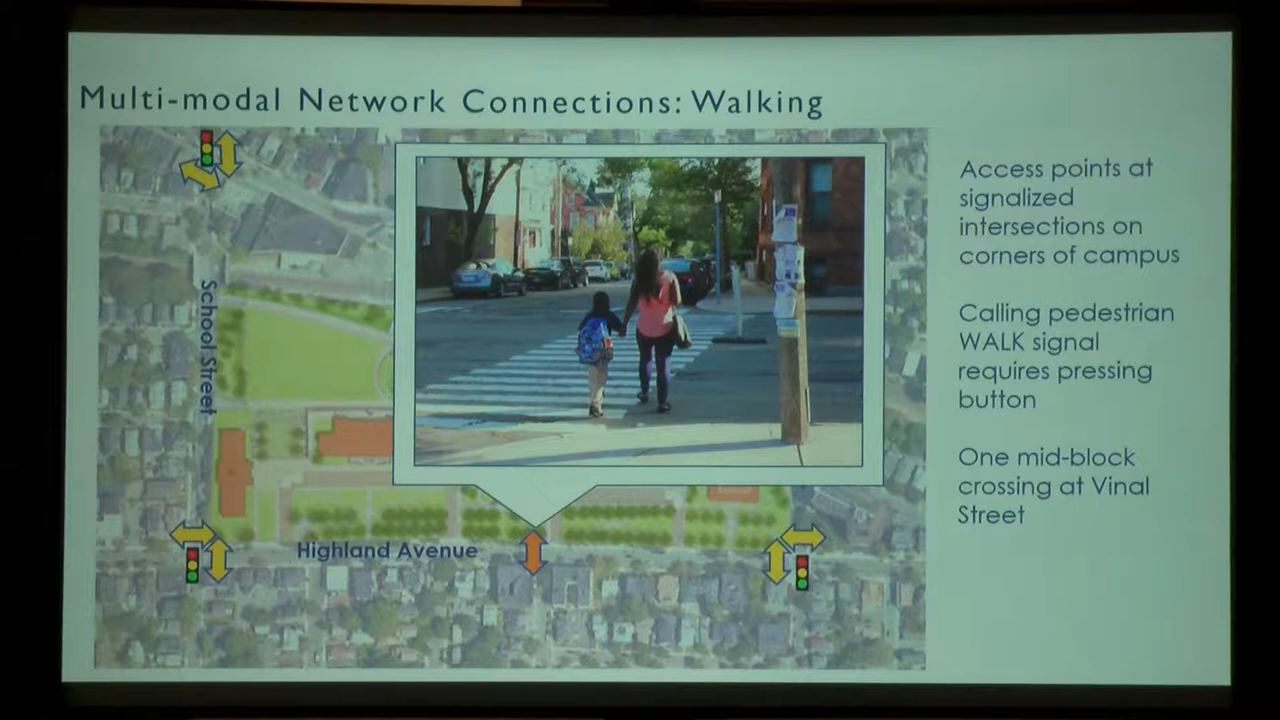 Multi-modal Network Connections: Walking
School Street
Highland Avenue
Access points at
signalized
intersections on
corners of campus
Calling pedestrian
WALK signal
requires pressing
button
One mid-block
crossing at Vinal
Street